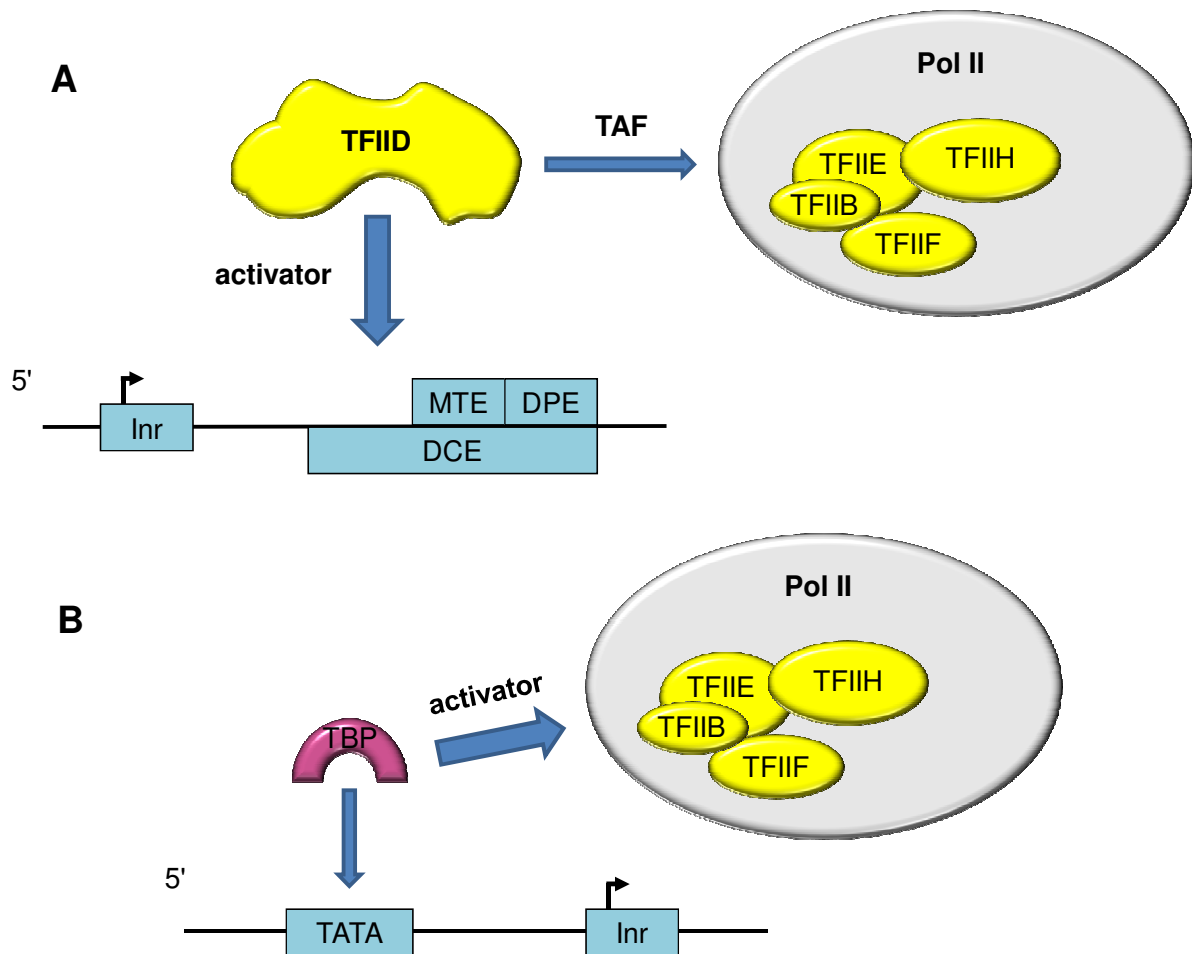 A
Pol II
TFIID
TAF
TFIIE
TFIIH
TFIIB
TFIIF
activator
5'
MTE DPE
Inr
DCE
Pol II
B
activator
TFIIE
TFIIH
TBP
TFIIB
TFIIF
5'
TATA Inr